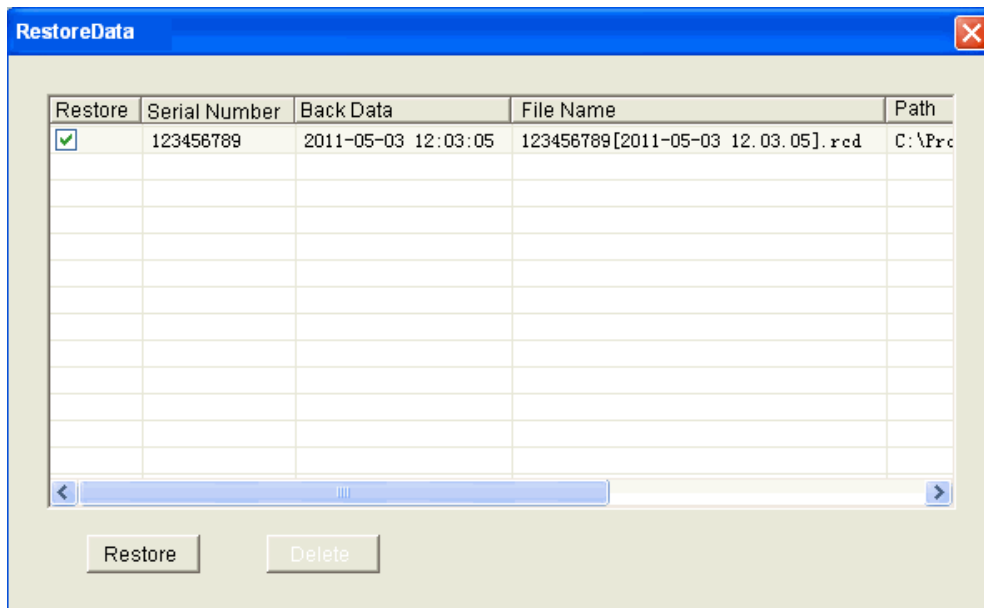 RestoreData
Restore Serial Number Back Data File Name Path
123456789 2011-05-03 12:03:05 123456789[2011-05-03 12.03.05].rcd C:\Pro
Restore Delete